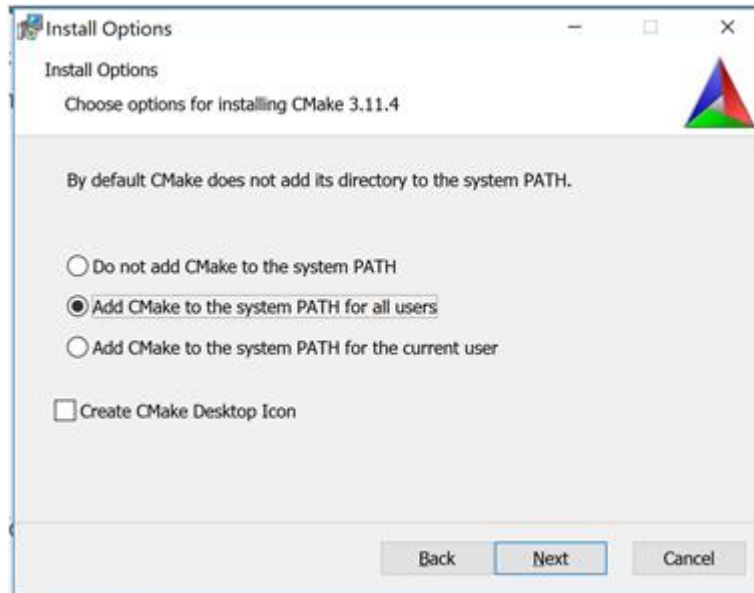 Install Options
Install Options
Choose options for installing CMake 3.11.4
By default CMake does not add its directory to the system PATH.
Do not add CMake to the system PATH
Add CMake to the system PATH for all users
Add CMake to the system PATH for the current user
Create CMake Desktop Icon
Back Next Cancel